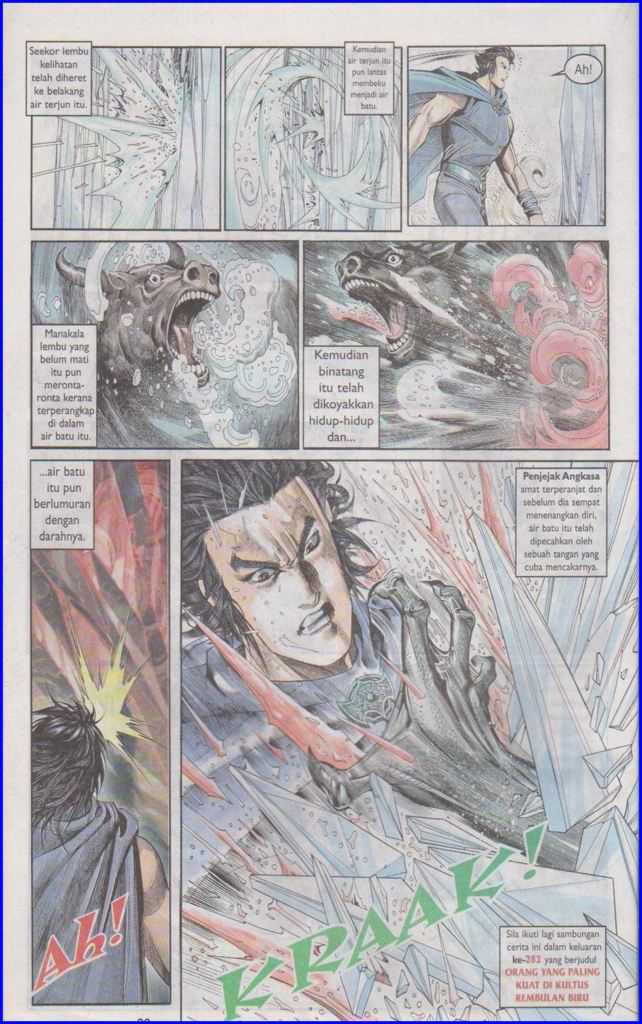 Seekor lembu
kelihatan
telah diheret
ke belakang
air terjun itu.
Kemudian
air terjun itu
pun lantas
membeku
menjadi air
batu.
Ah!
Manakala
lembu yang
belum mati
itu pun
meronta-
ronta kerana
terperangkap
di dalam
air batu itu.
Kemudian
binatang
itu telah
dikoyakkan
hidup-hidup
dan...
...air batu
itu pun
berlumuran
dengan
darahnya.
Ah!
Penjejak Angkasa
amat terperanjat dan
sebelum dia sempat
menenangkan diri,
air batu itu telah
dipecahkan oleh
sebuah tangan yang
cuba mencakarnya.
KRAAK!
Sila ikuti lagi sambungan
cerita ini dalam keluaran
ke-282 yang berjudul
ORANG YANG PALING
KUAT DI KULTUS
REMBULAN BIRU